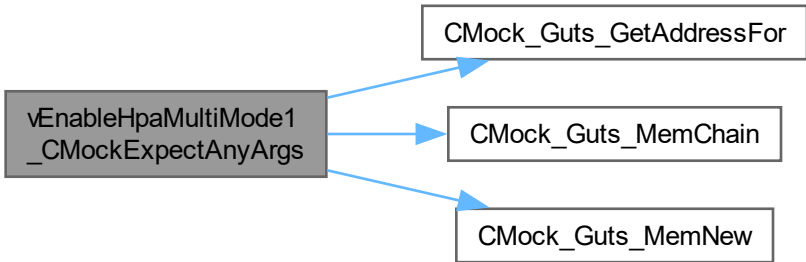 vEnableHpaMultiMode1
_CMockExpectAnyArgs
CMock_Guts_GetAddressFor
CMock_Guts_MemChain
CMock_Guts_MemNew